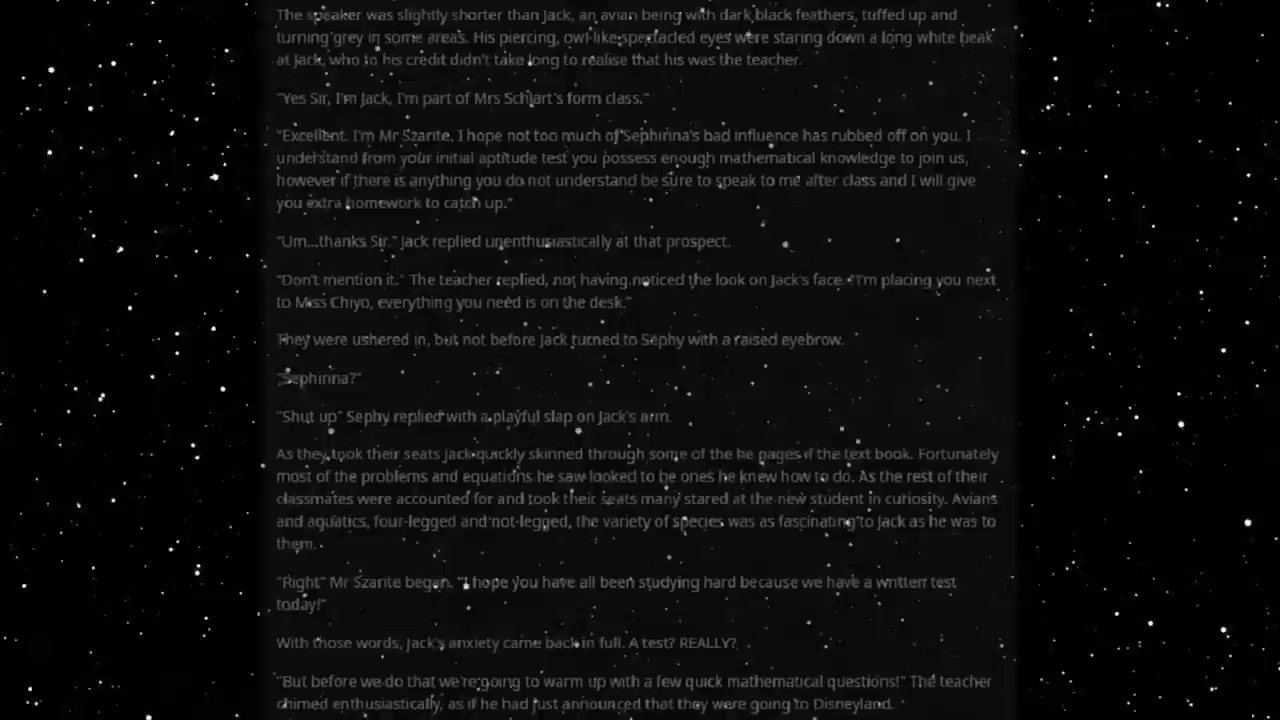 The speaker was slightly shorter than Jack, an avian being with dark black feathers, tuffed up and
turning grey in some areas. His piercing, owl-like spectacled eyes were staring down a long white beak
at Jack, who to his credit didn't take long to realise that his was the teacher.
"Yes Sir, I'm Jack, I'm part of Mrs Schlart's form class."
"Excellent. I'm Mr Szarite. I hope not too much of Sephinna's bad influence has rubbed off on you. I
understand from your initial aptitude test you possess enough mathematical knowledge to join us,
however if there is anything you do not understand be sure to speak to me after class and I will give
you extra homework to catch up."
"Um...thanks Sir." Jack replied unenthusiastically at that prospect.
"Don't mention it." The teacher replied, not having noticed the look on Jack's face. "I'm placing you next
to Miss Chiyo, everything you need is on the desk."
They were ushered in, but not before Jack turned to Sephy with a raised eyebrow.
"Sephinna?"
"Shut up" Sephy replied with a playful slap on Jack's arm.
As they took their seats Jack quickly skinned through some of the he pages if the text book. Fortunately
most of the problems and equations he saw looked to be ones he knew how to do. As the rest of their
classmates were accounted for and took their seats many stared at the new student in curiosity. Avians
and aquatics, four-legged and not-legged, the variety of species was as fascinating to Jack as he was to
them.
"Right" Mr Szarite began. "I hope you have all been studying hard because we have a written test
today!"
With those words, Jack's anxiety came back in full. A test? REALLY?
"But before we do that we're going to warm up with a few quick mathematical questions!" The teacher
chimed enthusiastically, as if he had just announced that they were going to Disneyland.